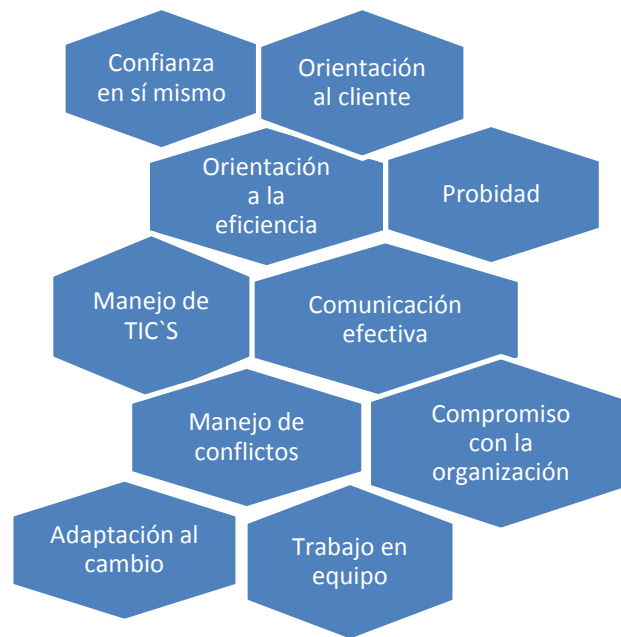 Confianza
en sí mismo
Orientación
al cliente
Orientación
a la
eficiencia
Probidad
Manejo de
TIC`S
Comunicación
efectiva
Manejo de
conflictos
Compromiso
con la
organización
Adaptación al
cambio
Trabajo en
equipo